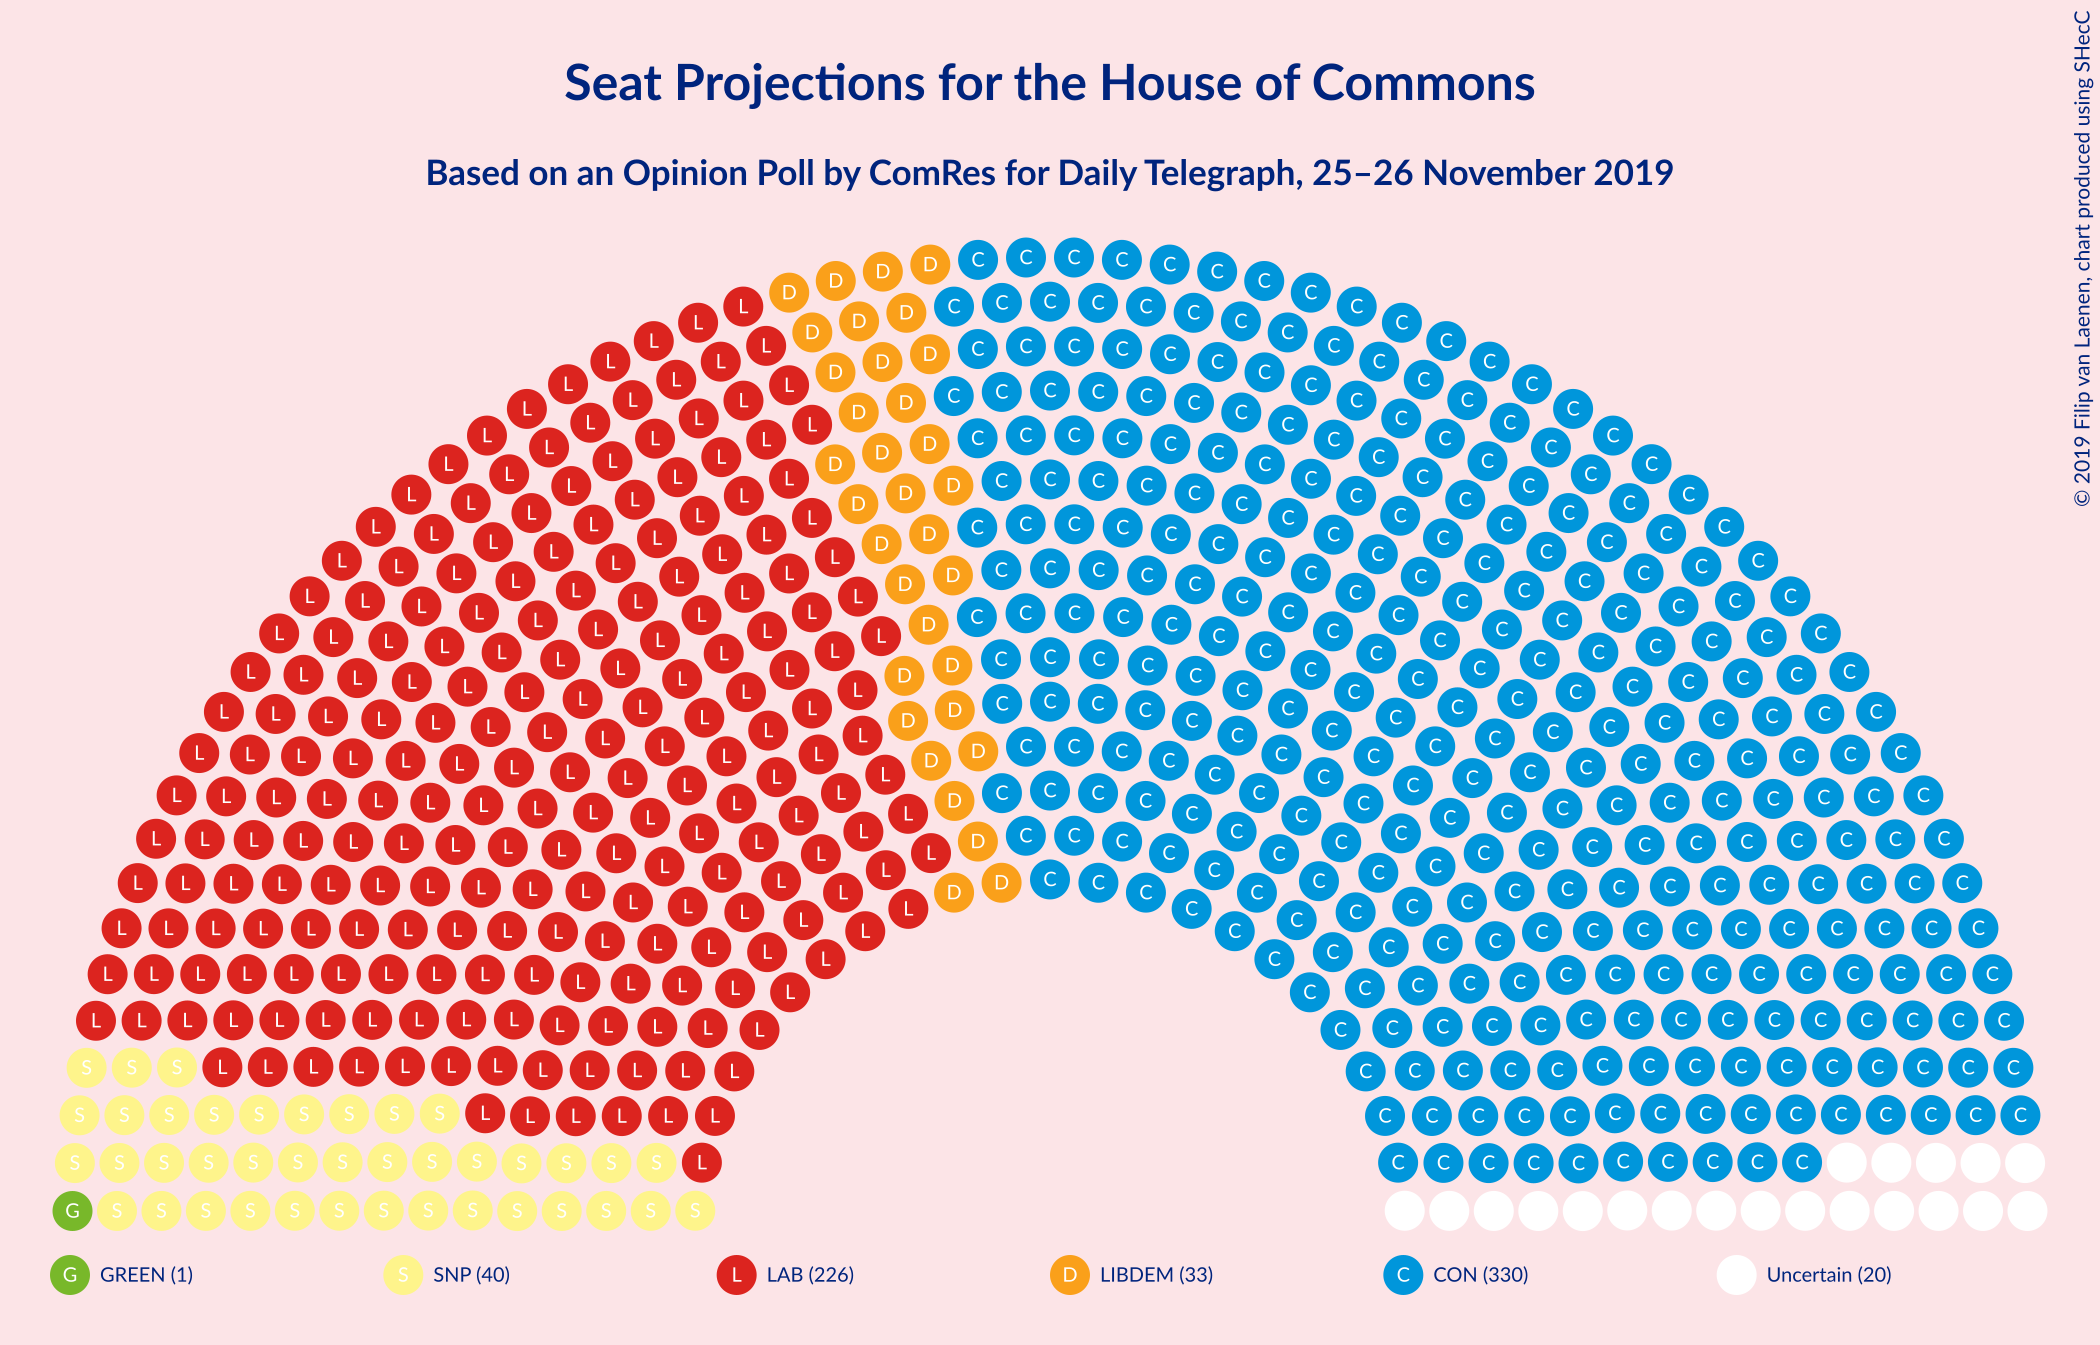 Seat Projections for the House of Commons
Based on an Opinion Poll by ComRes for Daily Telegraph, 25–26 November 2019
© 2019 Filip van Laenen, chart produced using SHecC
G GREEN (1)
S SNP (40)
L LAB (226)
D LIBDEM (33)
C CON (330)
Uncertain (20)